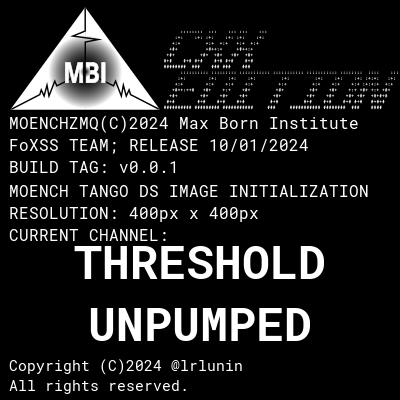 MBI
MOENCHZMQ(C)2024 Max Born Institute
FoXSS TEAM; RELEASE 10/01/2024
BUILD TAG: v0.0.1
MOENCH TANGO DS IMAGE INITIALIZATION
RESOLUTION: 400px x 400px
CURRENT CHANNEL:
THRESHOLD
UNPUMPED
Copyright (C)2024 @lrlunin
All rights reserved.